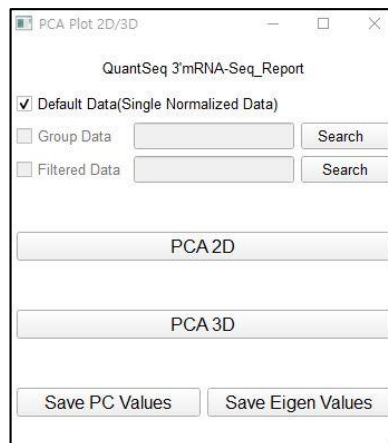 PCA Plot 2D/3D
QuantSeq 3'mRNA-Seq_Report
Default Data(Single Normalized Data)
Group Data Search
Filtered Data Search
PCA 2D
PCA 3D
Save PC Values Save Eigen Values